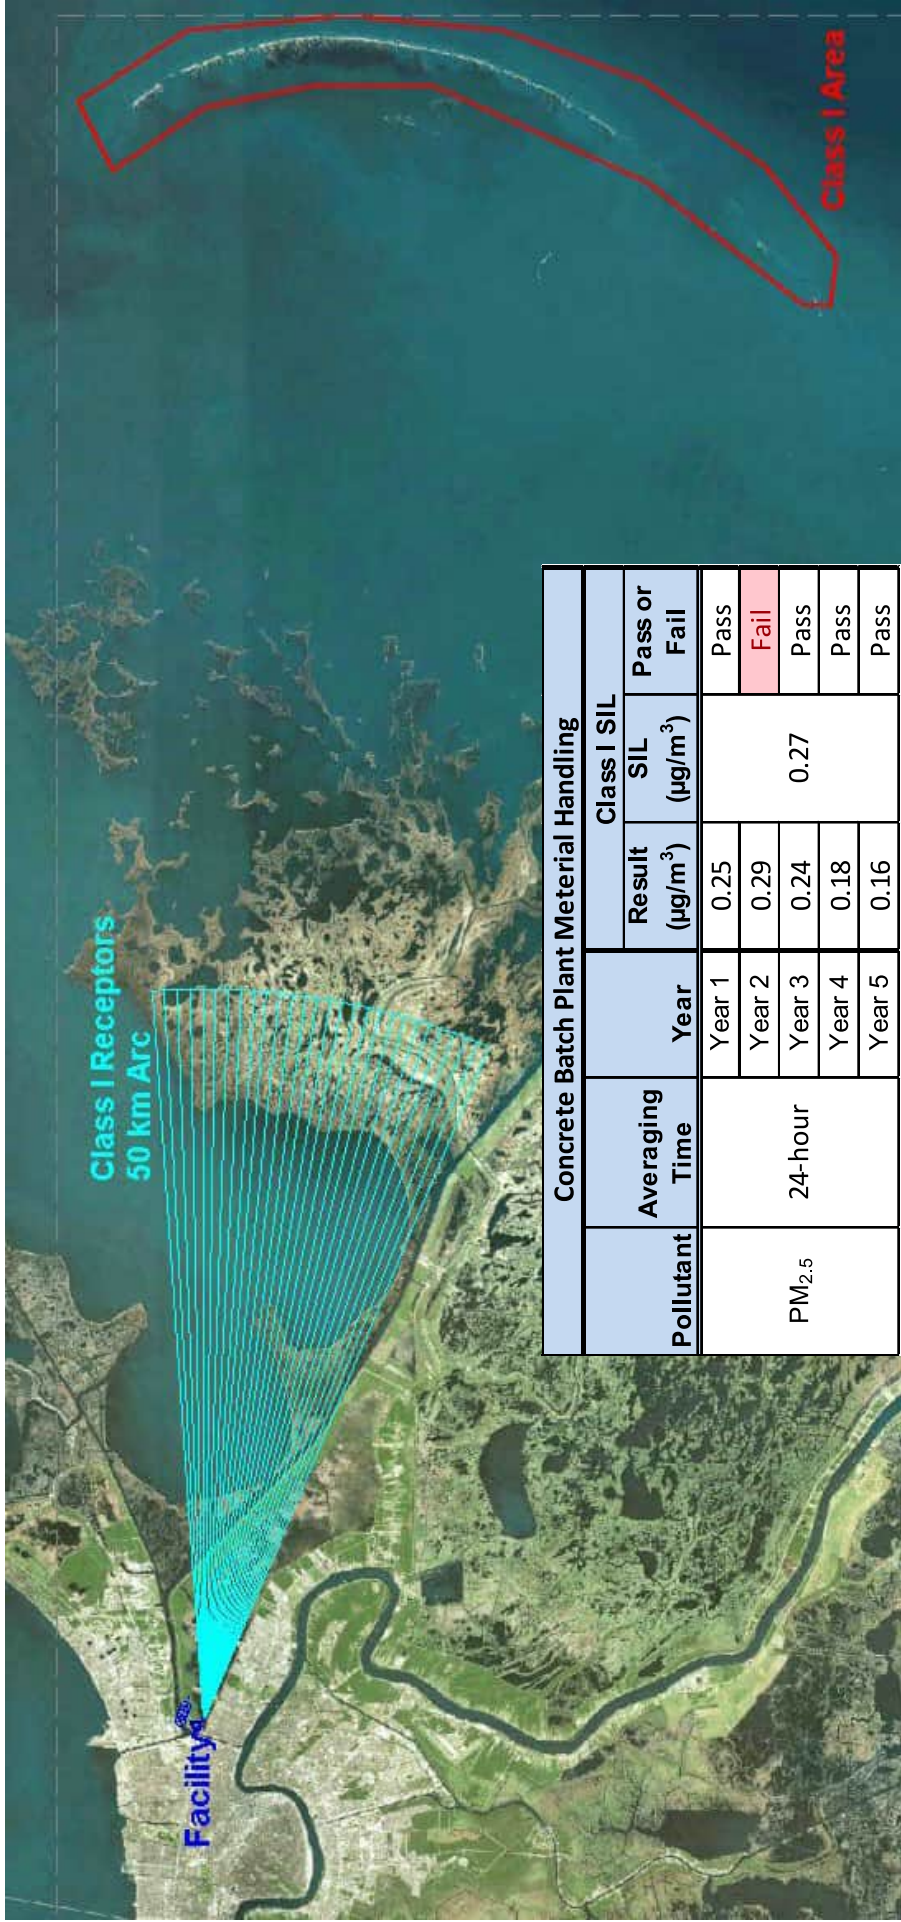 Class I Receptors
50 km Arc
Facility
Class I Area
Concrete Batch Plant Meterial Handling
Pollutant
Averaging
Time
Year
Class I SIL
Result
(µg/m³)
SIL
(µg/m³)
Pass or
Fail
PM₂.₅
24-hour
Year 1
0.25
0.27
Pass
Year 2
0.29
Fail
Year 3
0.24
Pass
Year 4
0.18
Pass
Year 5
0.16
Pass